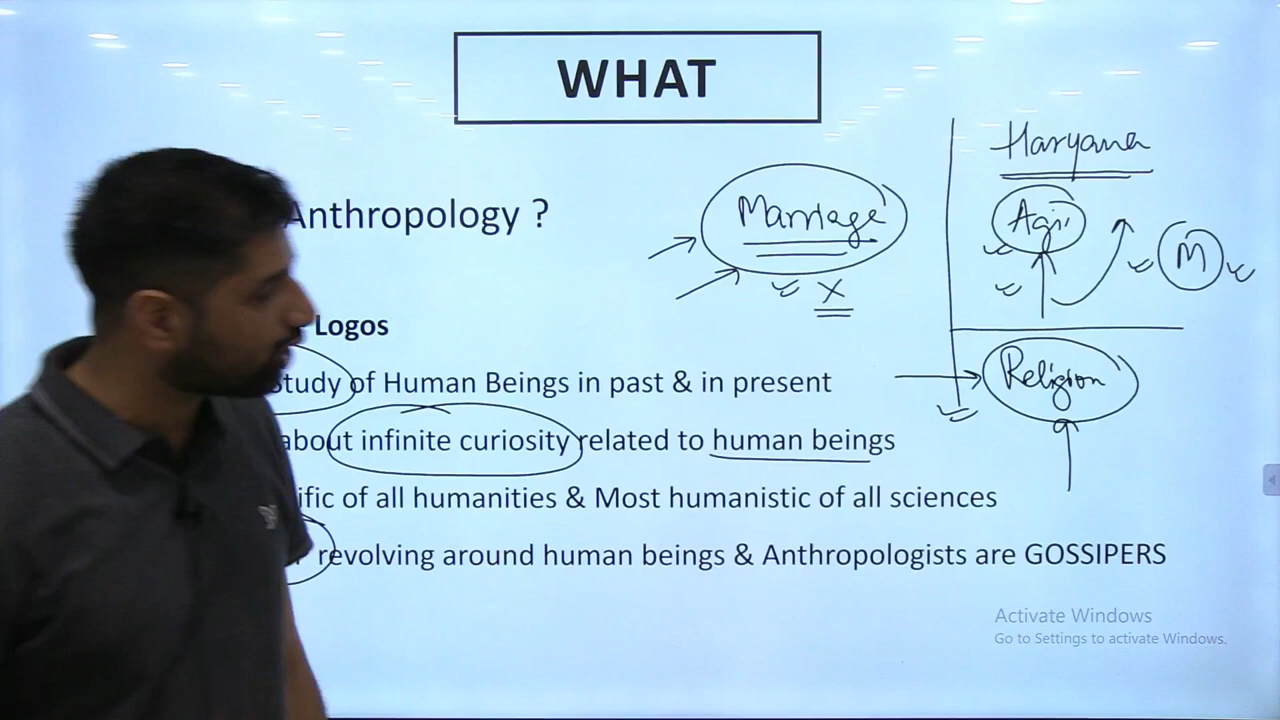 WHAT
Anthropology ?
Logos
Study of Human Beings in past & in present
about infinite curiosity related to human beings
ific of all humanities & Most humanistic of all sciences
revolving around human beings & Anthropologists are GOSSIPERS
Marriage
X
Haryana
Agri
M
Religion
Activate Windows
Go to Settings to activate Windows.